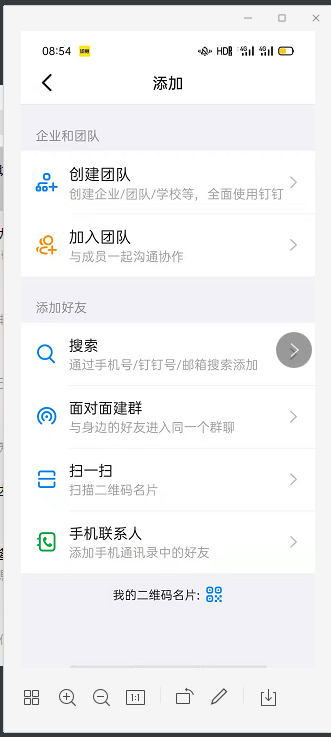 08:54
HD
4G 4G
添加
企业和团队
创建团队
创建企业/团队/学校等，全面使用钉钉
加入团队
与成员一起沟通协作
添加好友
搜索
通过手机号/钉钉号/邮箱搜索添加
面对面建群
与身边的好友进入同一个群聊
扫一扫
扫描二维码名片
手机联系人
添加手机通讯录中的好友
我的二维码名片:
1:1